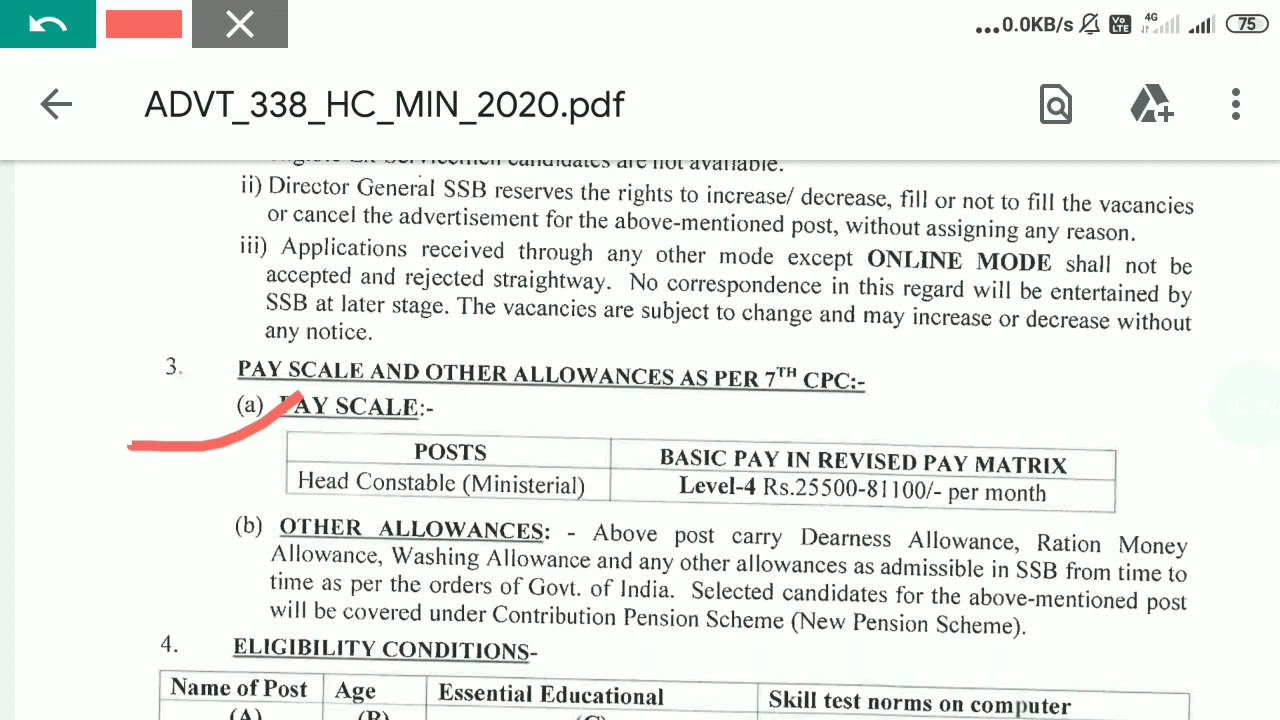 ...0.0KB/s Vo LTE 4G 75
ADVT_338_HC_MIN_2020.pdf
candidates are not available.
ii) Director General SSB reserves the rights to increase/ decrease, fill or not to fill the vacancies
or cancel the advertisement for the above-mentioned post, without assigning any reason.
iii) Applications received through any other mode except ONLINE MODE shall not be
accepted and rejected straightway. No correspondence in this regard will be entertained by
SSB at later stage. The vacancies are subject to change and may increase or decrease without
any notice.
3. PAY SCALE AND OTHER ALLOWANCES AS PER 7TH CPC:-
(a) PAY SCALE:-
POSTS BASIC PAY IN REVISED PAY MATRIX
Head Constable (Ministerial) Level-4 Rs.25500-81100/- per month
(b) OTHER ALLOWANCES: - Above post carry Dearness Allowance, Ration Money
Allowance, Washing Allowance and any other allowances as admissible in SSB from time to
time as per the orders of Govt. of India. Selected candidates for the above-mentioned post
will be covered under Contribution Pension Scheme (New Pension Scheme).
4. ELIGIBILITY CONDITIONS-
Name of Post Age Essential Educational Skill test norms on computer
(A) (B) (C)